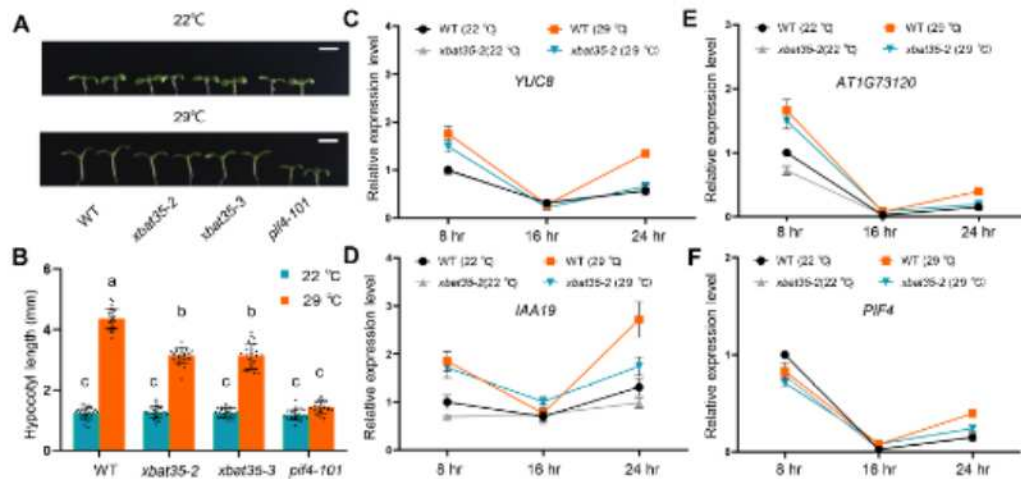 A
22℃
29℃
WT
xbat35-2
xbat35-3
pif4-101
B
Hypocotyl length (mm)
6
4
2
0
22 ℃
29 ℃
a
b
b
c
c
c
c
c
WT
xbat35-2
xbat35-3
pif4-101
C
WT (22 ℃)
WT (29 ℃)
xbat35-2(22 ℃)
xbat35-2 (29 ℃)
YUC8
Relative expression level
4
3
2
1
0
8 hr
16 hr
24 hr
D
WT (22 ℃)
WT (29 ℃)
xbat35-2(22 ℃)
xbat35-2 (29 ℃)
IAA19
Relative expression level
4
3
2
1
0
8 hr
16 hr
24 hr
E
WT (22 ℃)
WT (29 ℃)
xbat35-2(22 ℃)
xbat35-2 (29 ℃)
AT1G73120
Relative expression level
2
1
0
8 hr
16 hr
24 hr
F
WT (22 ℃)
WT (29 ℃)
xbat35-2(22 ℃)
xbat35-2 (29 ℃)
PIF4
Relative expression level
2
1
8 hr
16 hr
24 hr